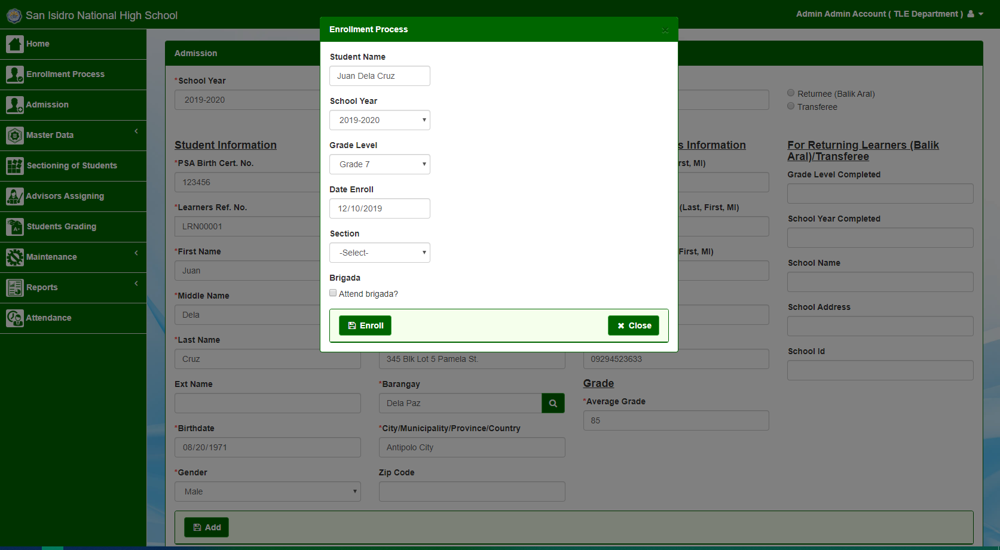 San Isidro National High School
Admin Admin Account ( TLE Department )
Home
Enrollment Process
Admission
Master Data
Sectioning of Students
Advisors Assigning
Students Grading
Maintenance
Reports
Attendance
Enrollment Process
Student Name
Juan Dela Cruz
School Year
2019-2020
Grade Level
Grade 7
Date Enroll
12/10/2019
Section
-Select-
Brigada
Attend brigada?
Enroll
Close
Admission
*School Year
2019-2020
Returnee (Balik Aral)
Transferee
Student Information
*PSA Birth Cert. No.
123456
*Learners Ref. No.
LRN00001
*First Name
Juan
*Middle Name
Dela
*Last Name
Cruz
Ext Name
*Birthdate
08/20/1971
*Gender
Male
345 Blk Lot 5 Pamela St.
*Barangay
Dela Paz
*City/Municipality/Province/Country
Antipolo City
Zip Code
s Information
rst, MI)
(Last, First, MI)
First, MI)
09294523633
Grade
*Average Grade
85
For Returning Learners (Balik
Aral)/Transferee
Grade Level Completed
School Year Completed
School Name
School Address
School Id
Add